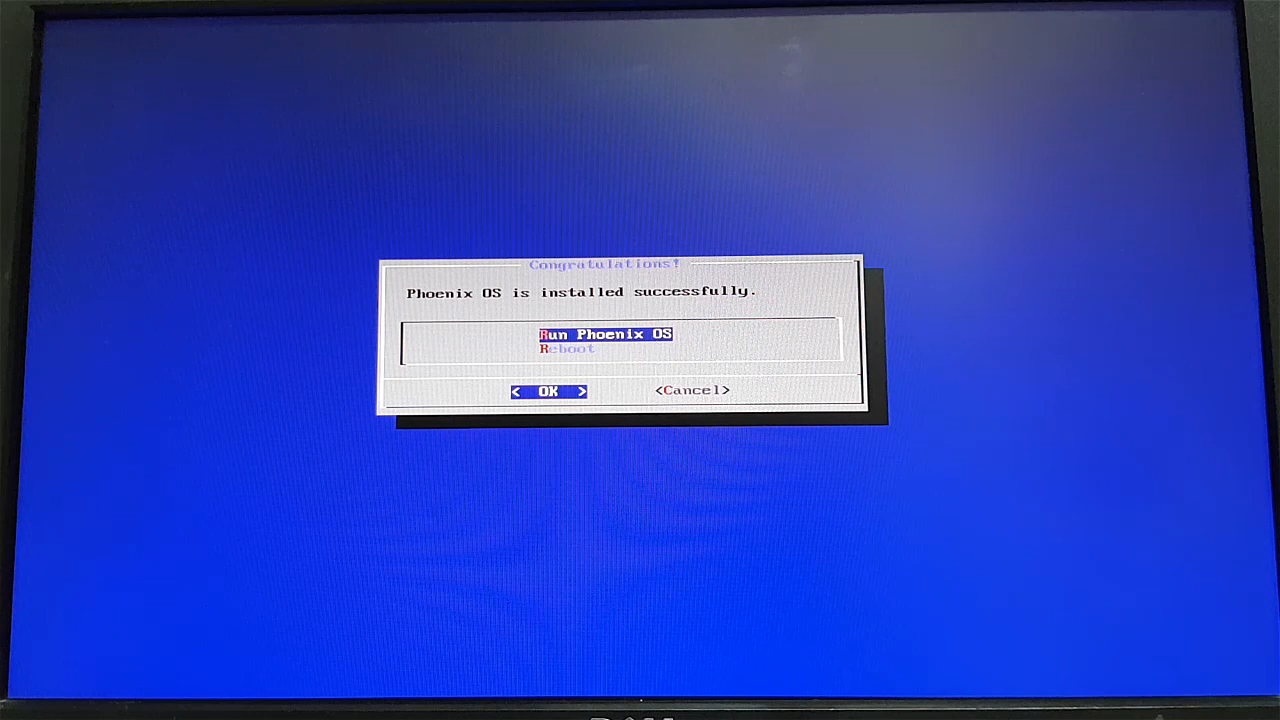 Congratulations!
Phoenix OS is installed successfully.
Run Phoenix OS
Reboot
< OK > <Cancel>